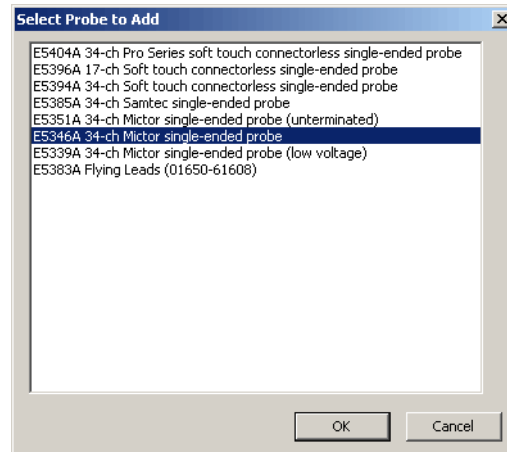 Select Probe to Add
E5404A 34-ch Pro Series soft touch connectorless single-ended probe
E5396A 17-ch Soft touch connectorless single-ended probe
E5394A 34-ch Soft touch connectorless single-ended probe
E5385A 34-ch Samtec single-ended probe
E5351A 34-ch Mictor single-ended probe (unterminated)
E5346A 34-ch Mictor single-ended probe
E5339A 34-ch Mictor single-ended probe (low voltage)
E5383A Flying Leads (01650-61608)
OK Cancel